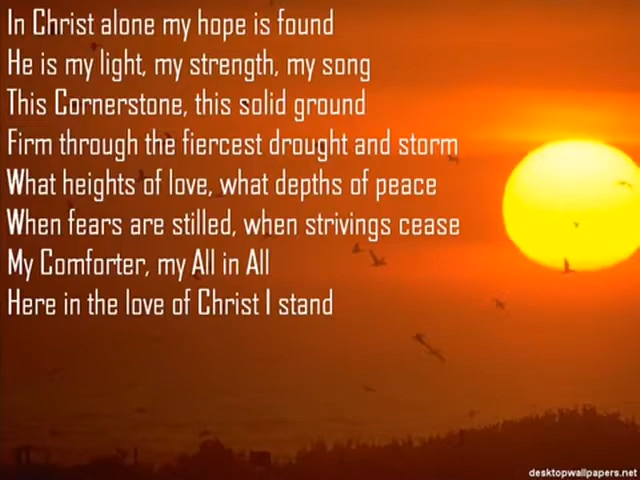 In Christ alone my hope is found
He is my light, my strength, my song
This Cornerstone, this solid ground
Firm through the fiercest drought and storm
What heights of love, what depths of peace
When fears are stilled, when strivings cease
My Comforter, my All in All
Here in the love of Christ I stand
desktopwallpapers.net